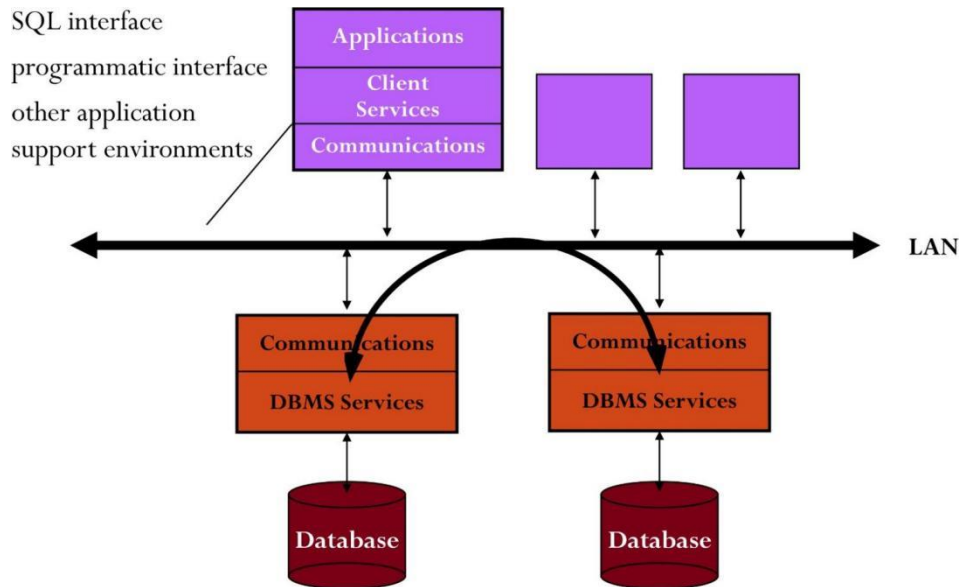 SQL interface
programmatic interface
other application
support environments
Applications
Client
Services
Communications
LAN
Communications
DBMS Services
Database
Communications
DBMS Services
Database